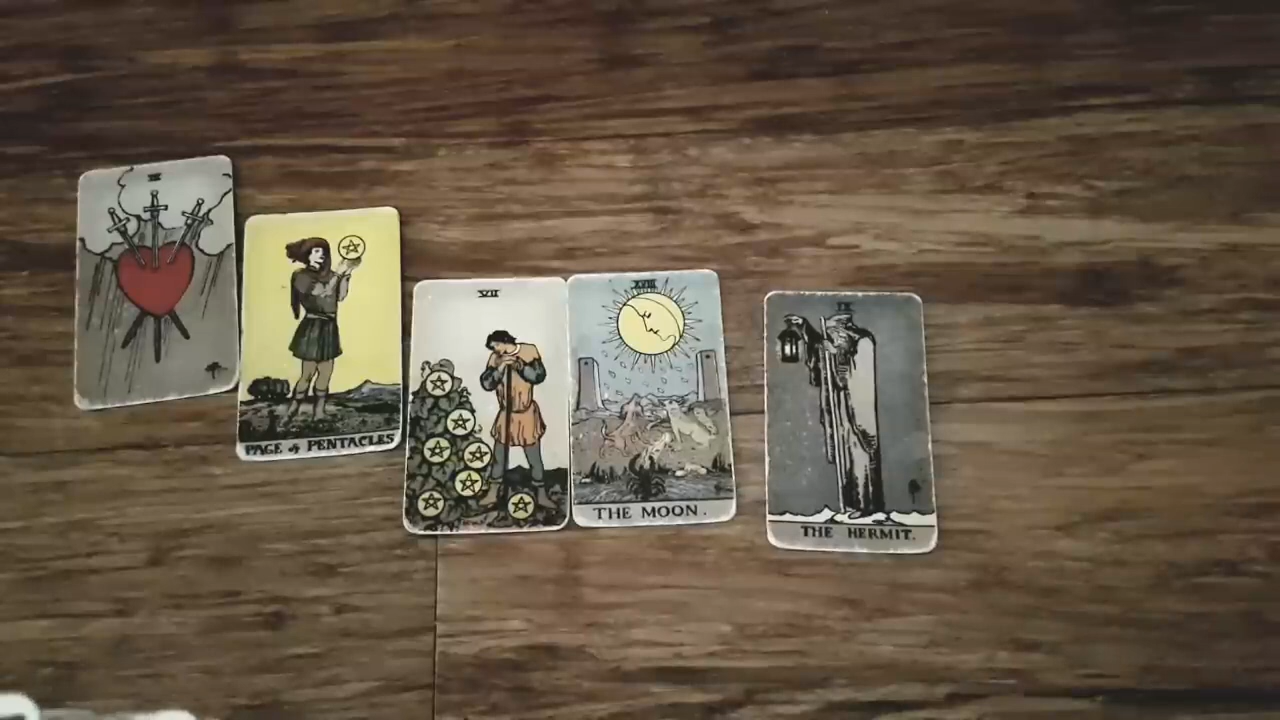 III
PAGE of PENTACLES
VII
XVIII
THE MOON.
IX
THE HERMIT.